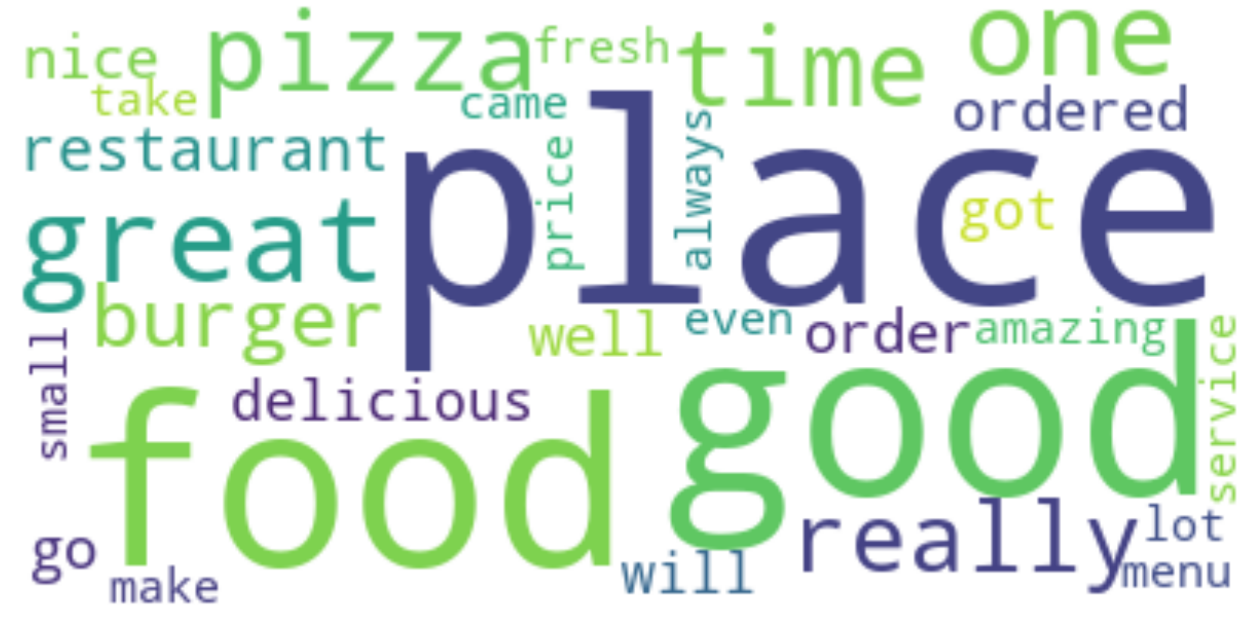 nice
pizza
fresh
time
one
take
came
ordered
restaurant
price
always
place
got
great
burger
well
even
order
amazing
small
delicious
good
service
food
really
lot
go
make
will
menu